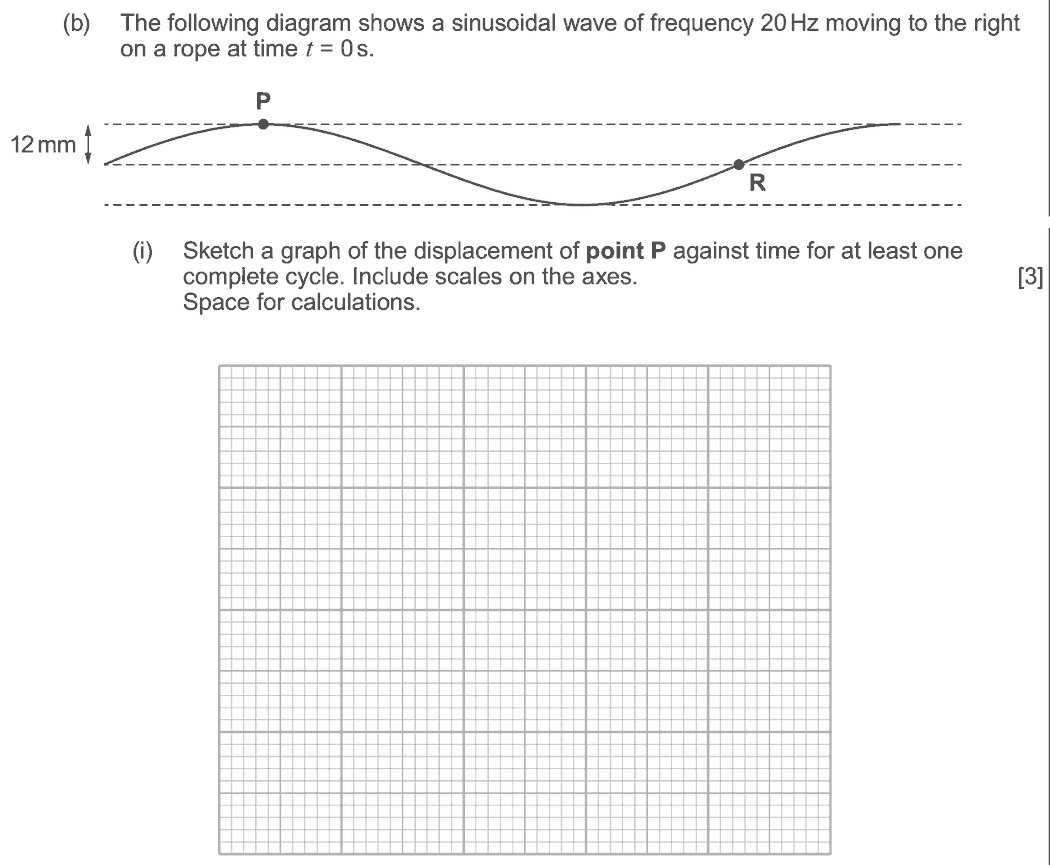 (b) The following diagram shows a sinusoidal wave of frequency 20 Hz moving to the right
on a rope at time t = 0 s.
P
12 mm
R
(i) Sketch a graph of the displacement of point P against time for at least one
complete cycle. Include scales on the axes. [3]
Space for calculations.